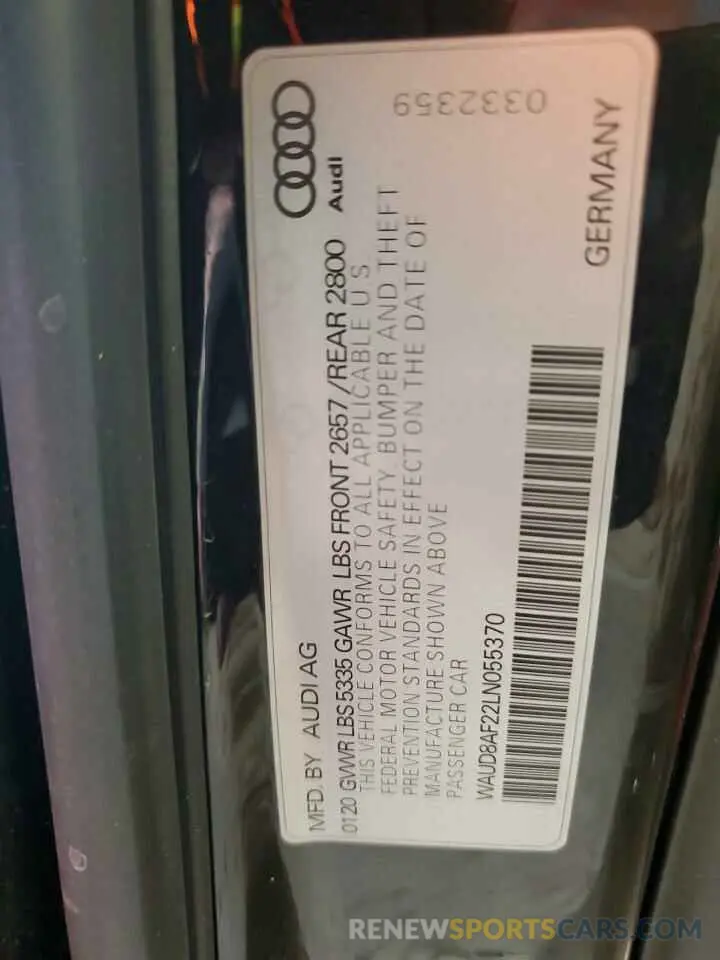 MFD. BY AUDI AG
0120 GVWR LBS 5335 GAWR LBS FRONT 2657/REAR 2800
THIS VEHICLE CONFORMS TO ALL APPLICABLE U S
FEDERAL MOTOR VEHICLE SAFETY, BUMPER AND THEFT
PREVENTION STANDARDS IN EFFECT ON THE DATE OF
MANUFACTURE SHOWN ABOVE
PASSENGER CAR
WAUD8AF22LN055370
Audi
0332359
GERMANY
RENEWSPORTSCARS.COM